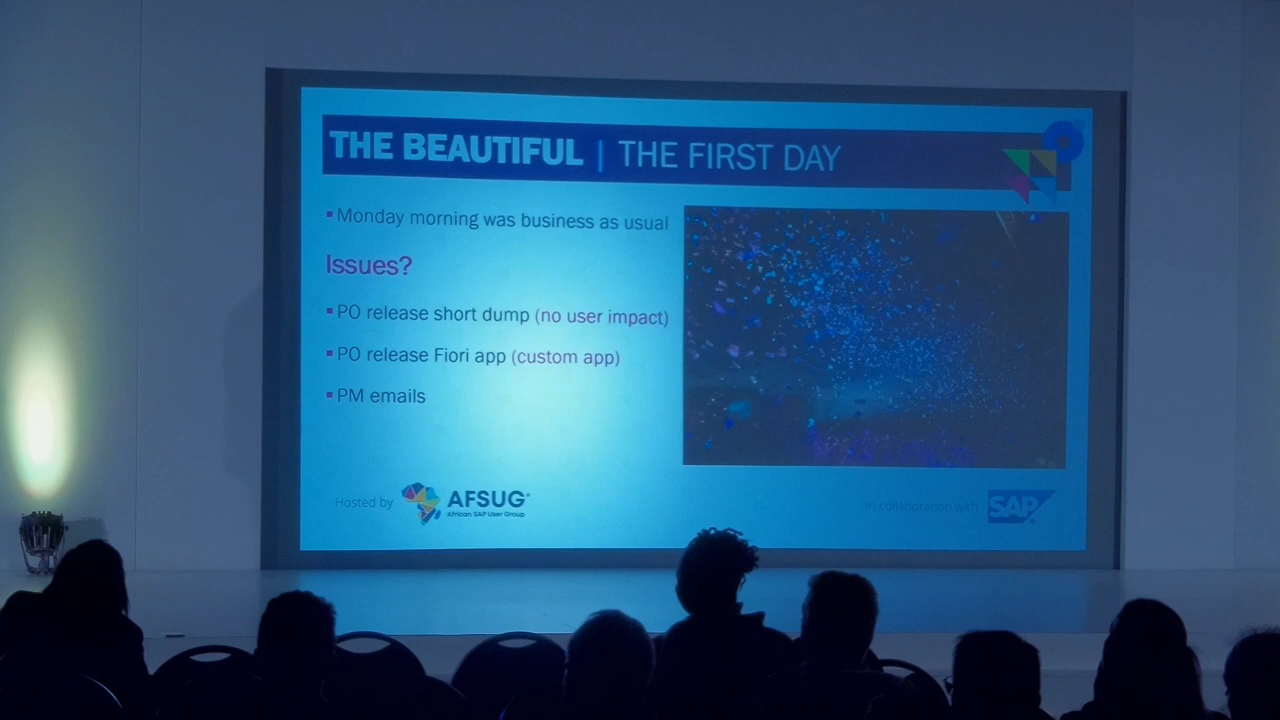 THE BEAUTIFUL | THE FIRST DAY
▪ Monday morning was business as usual
Issues?
▪ PO release short dump (no user impact)
▪ PO release Fiori app (custom app)
▪ PM emails
Hosted by
AFSUG
African SAP User Group
In collaboration with
SAP